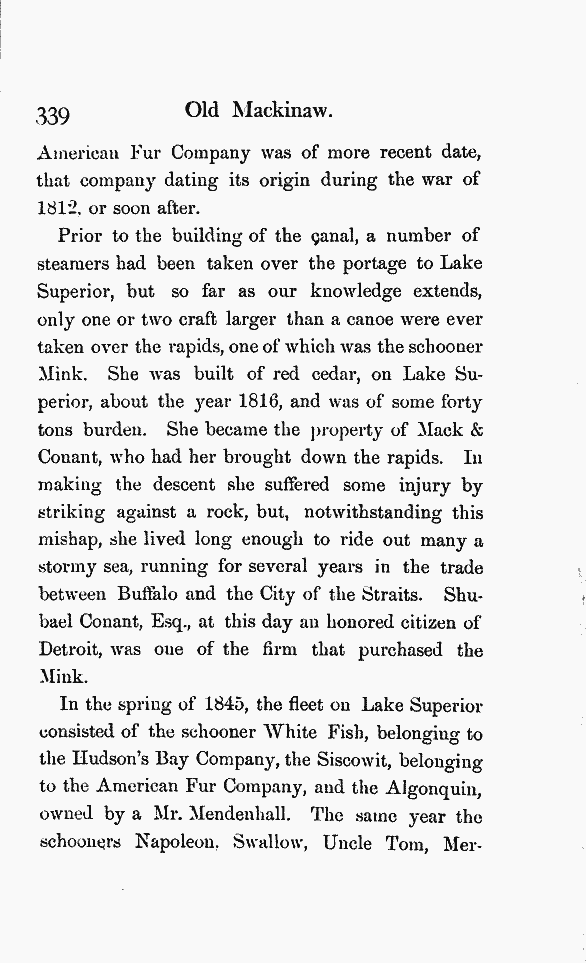 339 Old Mackinaw.
American Fur Company was of more recent date,
that company dating its origin during the war of
1812, or soon after.
Prior to the building of the canal, a number of
steamers had been taken over the portage to Lake
Superior, but so far as our knowledge extends,
only one or two craft larger than a canoe were ever
taken over the rapids, one of which was the schooner
Mink. She was built of red cedar, on Lake Su-
perior, about the year 1816, and was of some forty
tons burden. She became the property of Mack &
Conant, who had her brought down the rapids. In
making the descent she suffered some injury by
striking against a rock, but, notwithstanding this
mishap, she lived long enough to ride out many a
stormy sea, running for several years in the trade
between Buffalo and the City of the Straits. Shu-
bael Conant, Esq., at this day an honored citizen of
Detroit, was one of the firm that purchased the
Mink.
In the spring of 1845, the fleet on Lake Superior
consisted of the schooner White Fish, belonging to
the Hudson's Bay Company, the Siscowit, belonging
to the American Fur Company, and the Algonquin,
owned by a Mr. Mendenhall. The same year the
schooners Napoleon, Swallow, Uncle Tom, Mer-